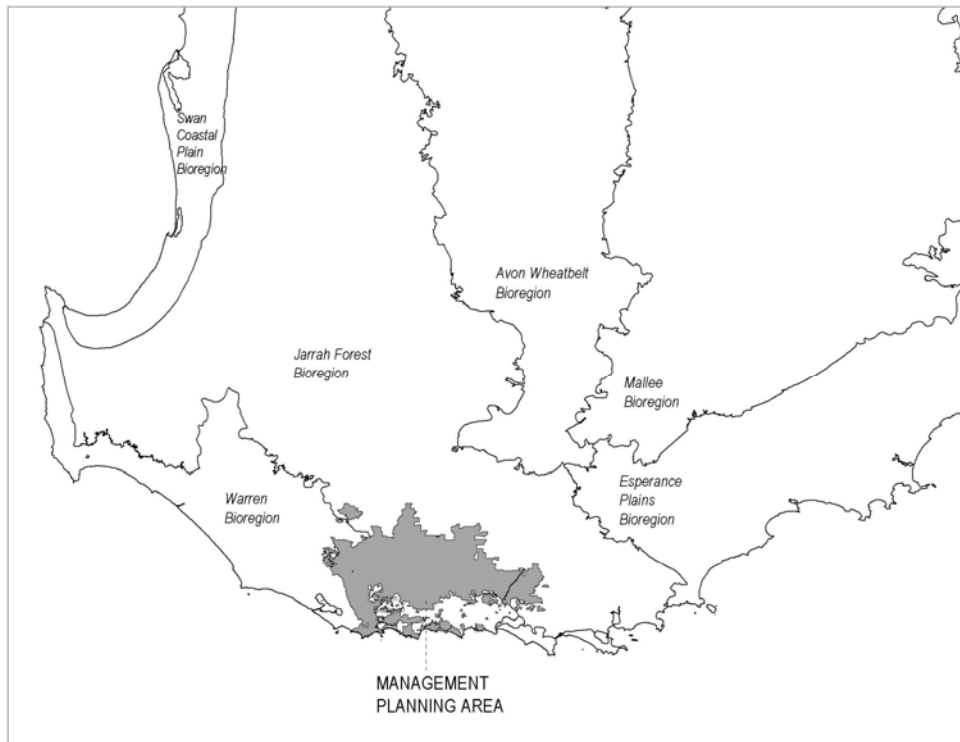 Swan
Coastal
Plain
Bioregion
Avon Wheatbelt
Bioregion
Jarrah Forest
Bioregion
Mallee
Bioregion
Esperance
Plains
Bioregion
Warren
Bioregion
MANAGEMENT
PLANNING AREA